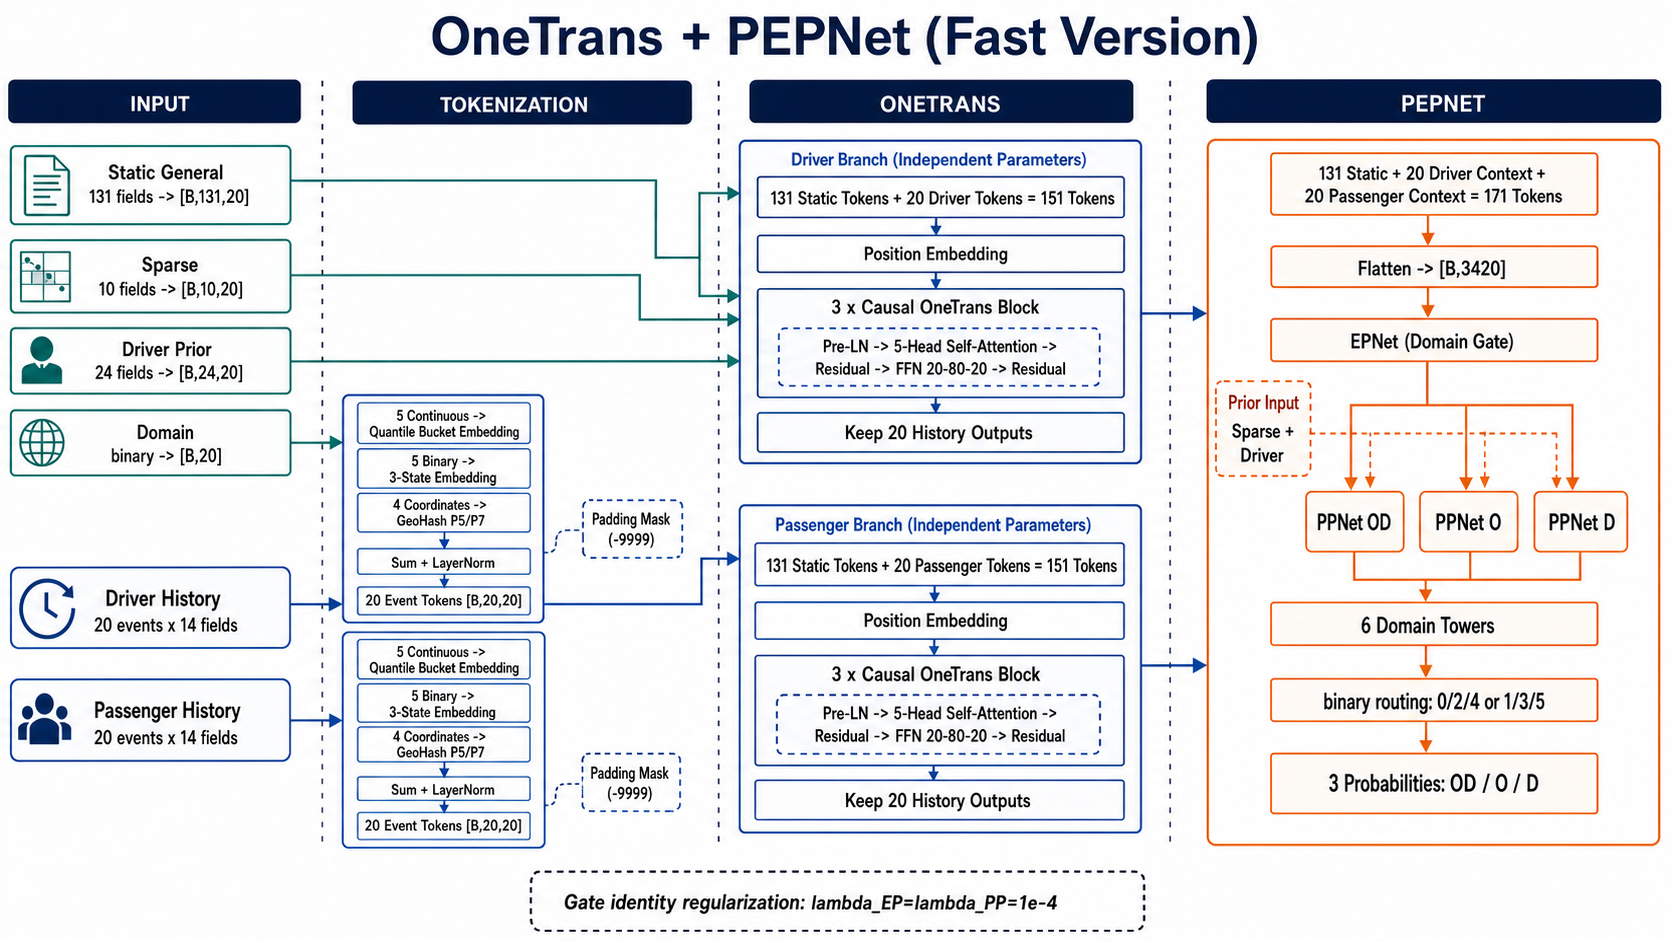 OneTrans + PEPNet (Fast Version)
INPUT
Static General
131 fields -> [B,131,20]
Sparse
10 fields -> [B,10,20]
Driver Prior
24 fields -> [B,24,20]
Domain
binary -> [B,20]
Driver History
20 events x 14 fields
Passenger History
20 events x 14 fields
TOKENIZATION
5 Continuous ->
Quantile Bucket Embedding
5 Binary ->
3-State Embedding
4 Coordinates ->
GeoHash P5/P7
Sum + LayerNorm
20 Event Tokens [B,20,20]
Padding Mask
(-9999)
5 Continuous ->
Quantile Bucket Embedding
5 Binary ->
3-State Embedding
4 Coordinates ->
GeoHash P5/P7
Sum + LayerNorm
20 Event Tokens [B,20,20]
Padding Mask
(-9999)
ONETRANS
Driver Branch (Independent Parameters)
131 Static Tokens + 20 Driver Tokens = 151 Tokens
Position Embedding
3 x Causal OneTrans Block
Pre-LN -> 5-Head Self-Attention ->
Residual -> FFN 20-80-20 -> Residual
Keep 20 History Outputs
Passenger Branch (Independent Parameters)
131 Static Tokens + 20 Passenger Tokens = 151 Tokens
Position Embedding
3 x Causal OneTrans Block
Pre-LN -> 5-Head Self-Attention ->
Residual -> FFN 20-80-20 -> Residual
Keep 20 History Outputs
PEPNET
131 Static + 20 Driver Context +
20 Passenger Context = 171 Tokens
Flatten -> [B,3420]
EPNet (Domain Gate)
Prior Input
Sparse +
Driver
PPNet OD
PPNet O
PPNet D
6 Domain Towers
binary routing: 0/2/4 or 1/3/5
3 Probabilities: OD / O / D
Gate identity regularization: lambda_EP=lambda_PP=1e-4